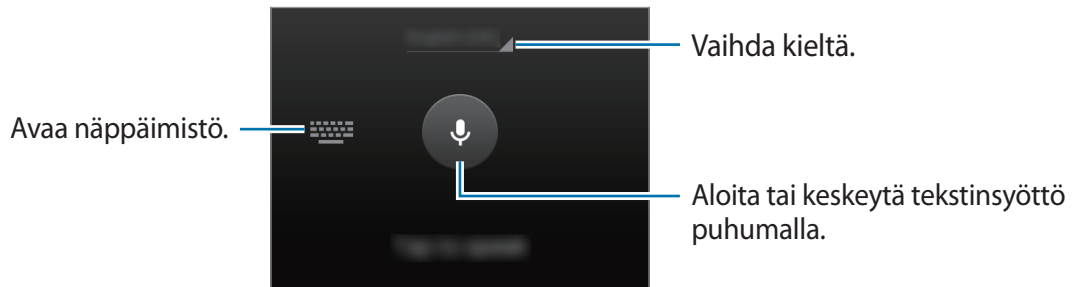 Vaihda kieltä.
Avaa näppäimistö.
Aloita tai keskeytä tekstinsyöttö
puhumalla.